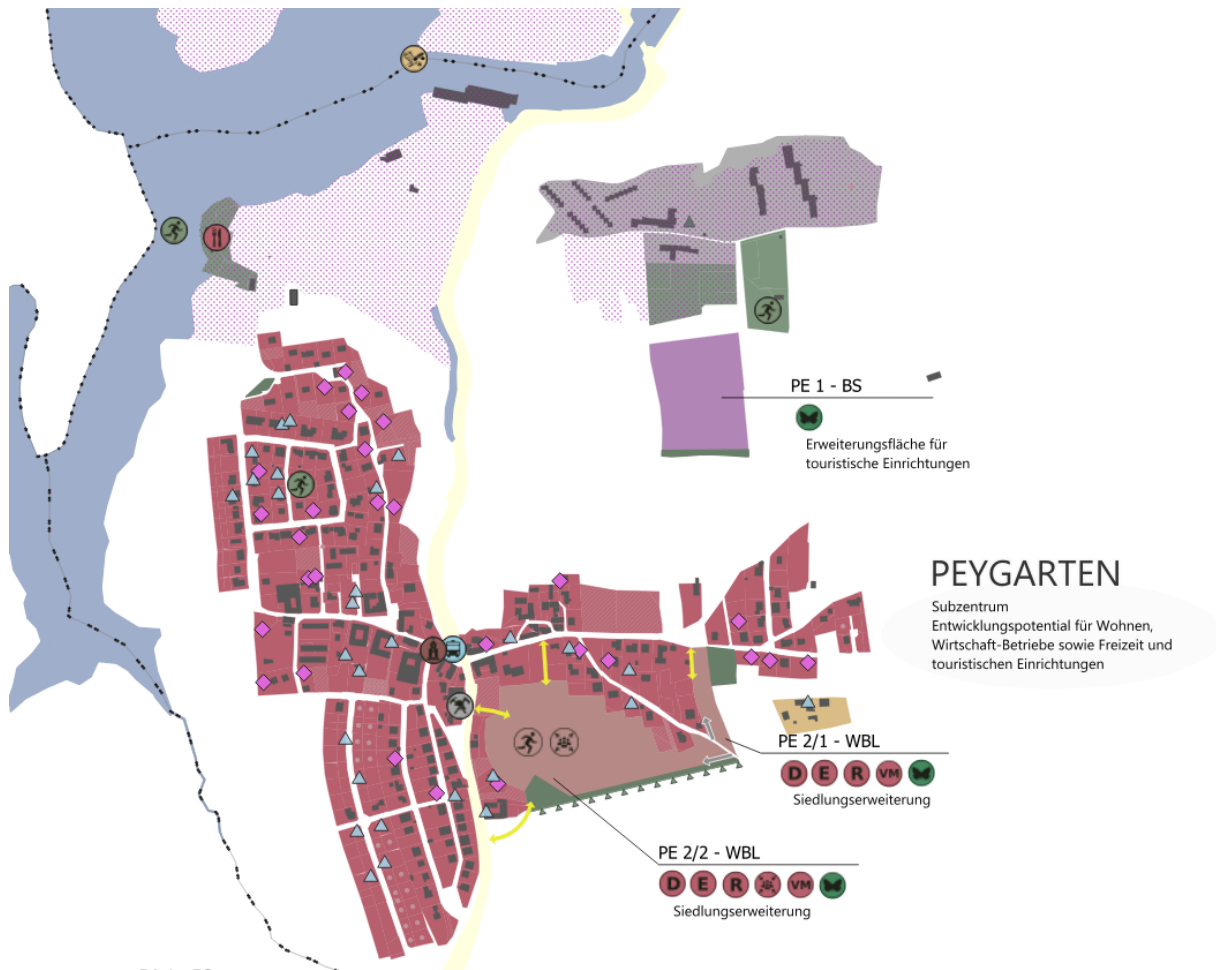 PE 1 - BS
Erweiterungsfläche für
touristische Einrichtungen
PEYGARTEN
Subzentrum
Entwicklungspotential für Wohnen,
Wirtschaft-Betriebe sowie Freizeit und
touristischen Einrichtungen
PE 2/1 - WBL
D E R VM
Siedlungserweiterung
PE 2/2 - WBL
D E R VM
Siedlungserweiterung